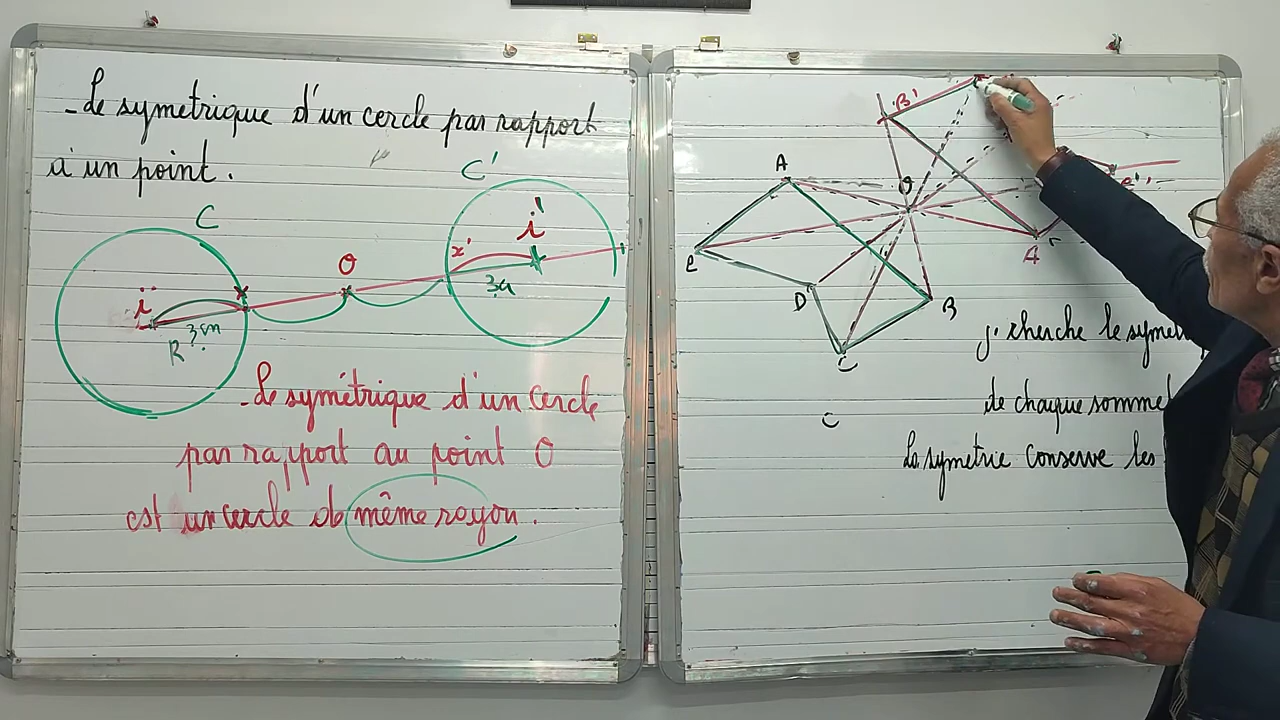 - Le symetrique d'un cercle par rapport
à un point.
C
C'
i
R
3cm
x
O
x'
i'
3
- Le symétrique d'un cercle
par rapport au point O
est un cercle de même rayon.
B'
A
O
e'
e
A'
D
B
C
j'cherche le symet
de chaque sommet
La symetrie conserve les
C